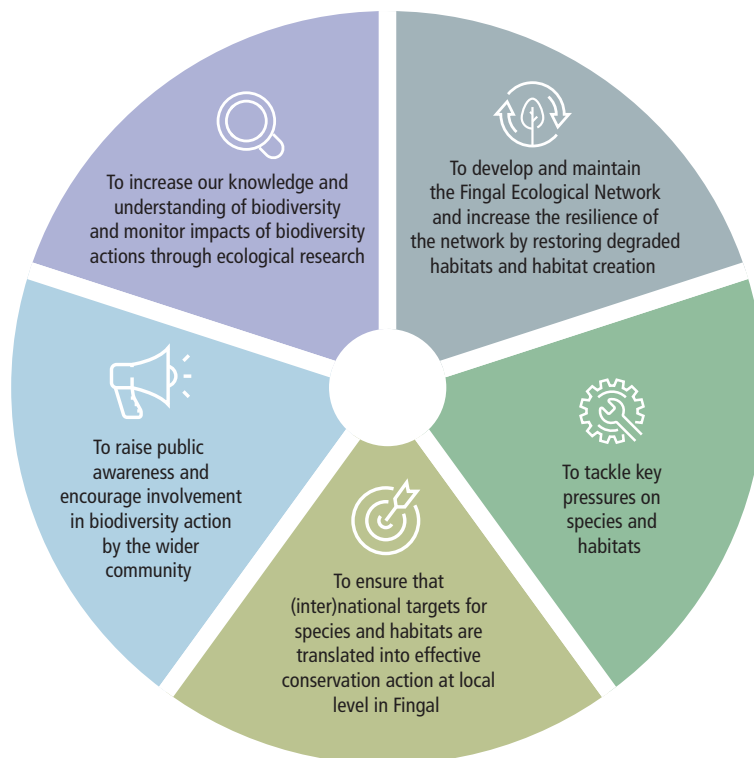 To increase our knowledge and
understanding of biodiversity
and monitor impacts of biodiversity
actions through ecological research
To develop and maintain
the Fingal Ecological Network
and increase the resilience of
the network by restoring degraded
habitats and habitat creation
To tackle key
pressures on
species and
habitats
To ensure that
(inter)national targets for
species and habitats are
translated into effective
conservation action at local
level in Fingal
To raise public
awareness and
encourage involvement
in biodiversity action
by the wider
community